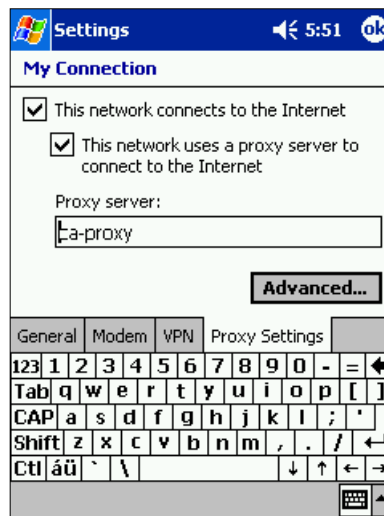 Settings 5:51 ok
My Connection
This network connects to the Internet
This network uses a proxy server to
connect to the Internet
Proxy server:
ca-proxy
Advanced...
General Modem VPN Proxy Settings
123 1 2 3 4 5 6 7 8 9 0 - =
Tab q w e r t y u i o p [ ]
CAP a s d f g h j k l ; '
Shift z x c v b n m , . /
Ctl áü ` \